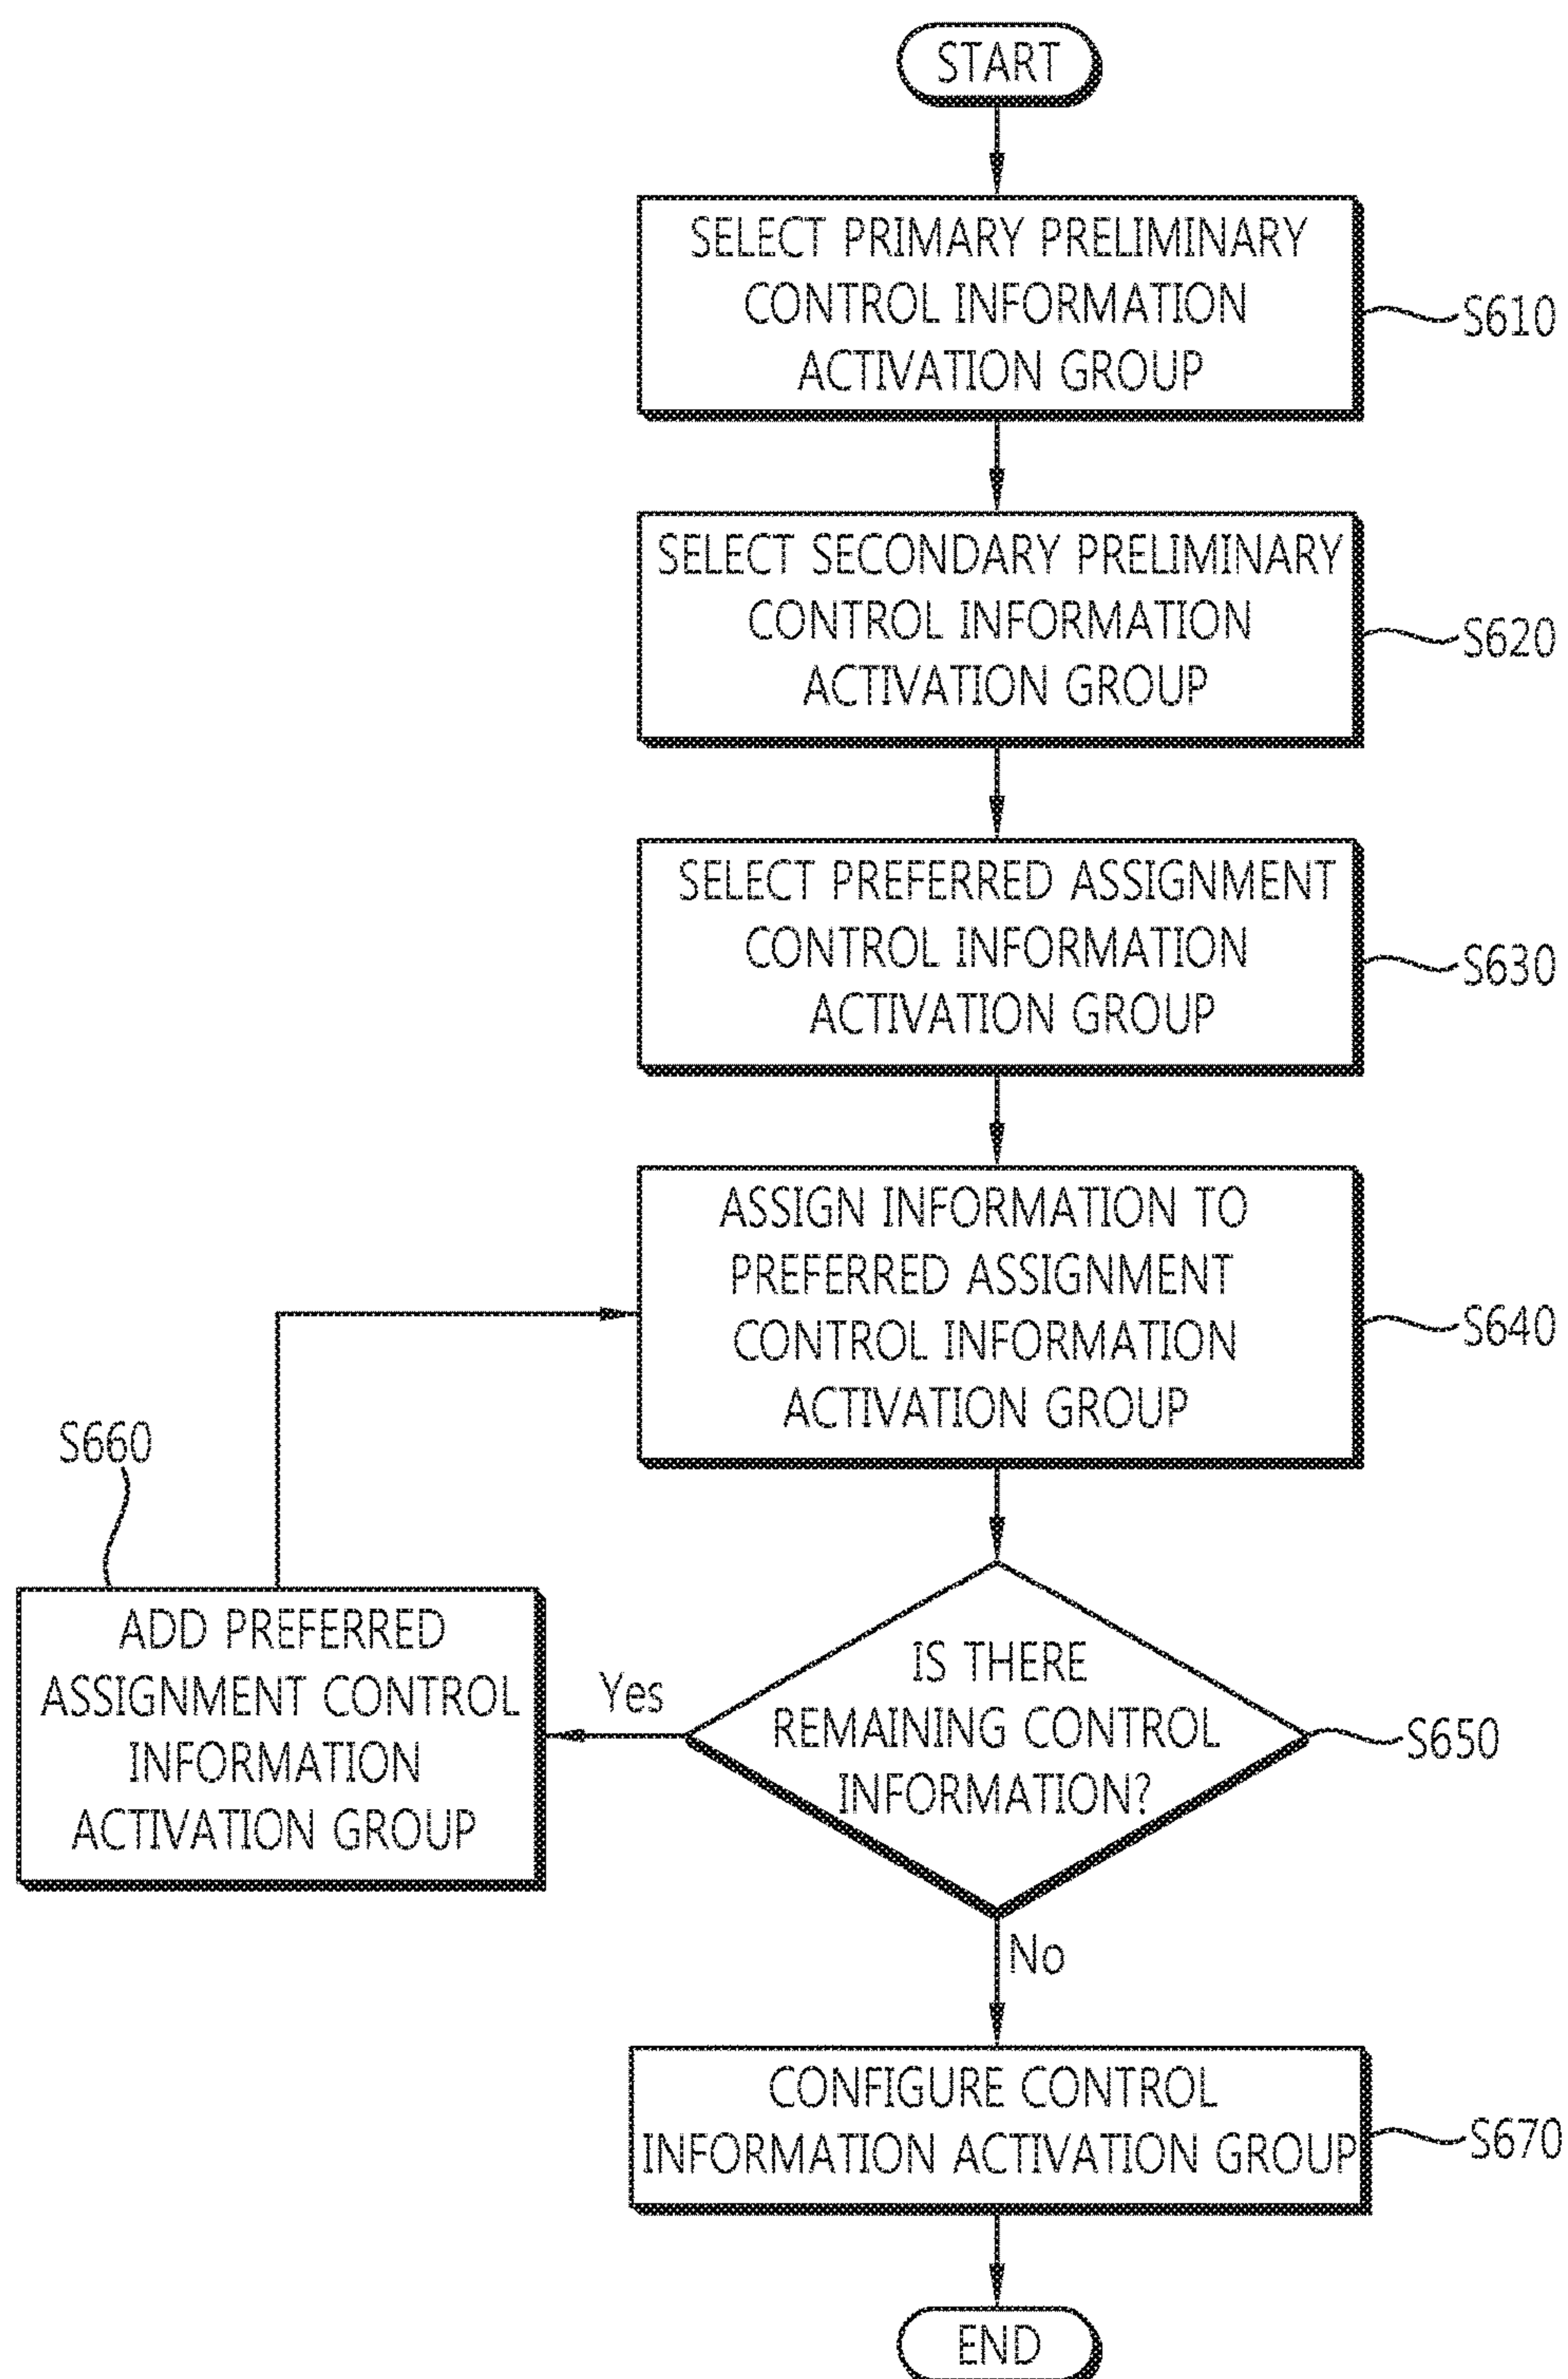 START
SELECT PRIMARY PRELIMINARY
CONTROL INFORMATION
ACTIVATION GROUP
S610
SELECT SECONDARY PRELIMINARY
CONTROL INFORMATION
ACTIVATION GROUP
S620
SELECT PREFERRED ASSIGNMENT
CONTROL INFORMATION
ACTIVATION GROUP
S630
ASSIGN INFORMATION TO
PREFERRED ASSIGNMENT
CONTROL INFORMATION
ACTIVATION GROUP
S640
S660
ADD PREFERRED
ASSIGNMENT CONTROL
INFORMATION
ACTIVATION GROUP
Yes
IS THERE
REMAINING CONTROL
INFORMATION?
S650
No
CONFIGURE CONTROL
INFORMATION ACTIVATION GROUP
S670
END